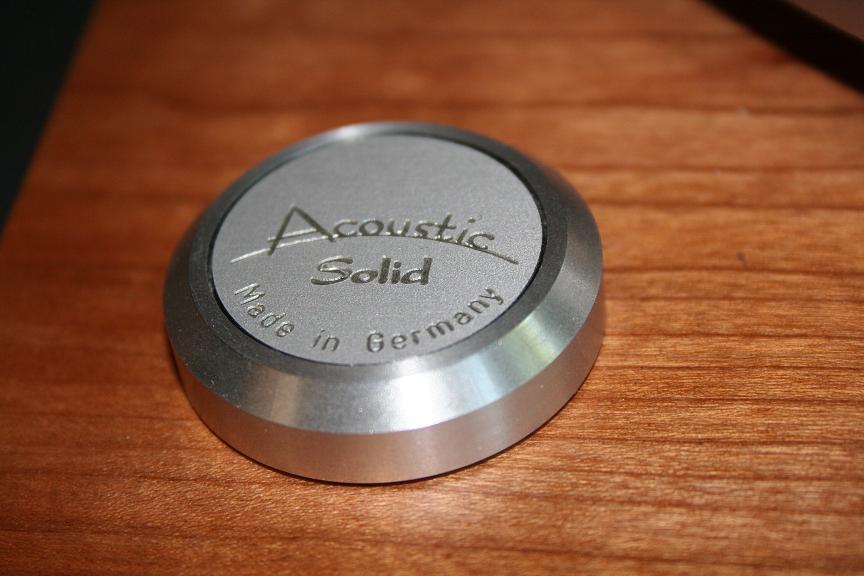 Acoustic
Solid
Made in Germany